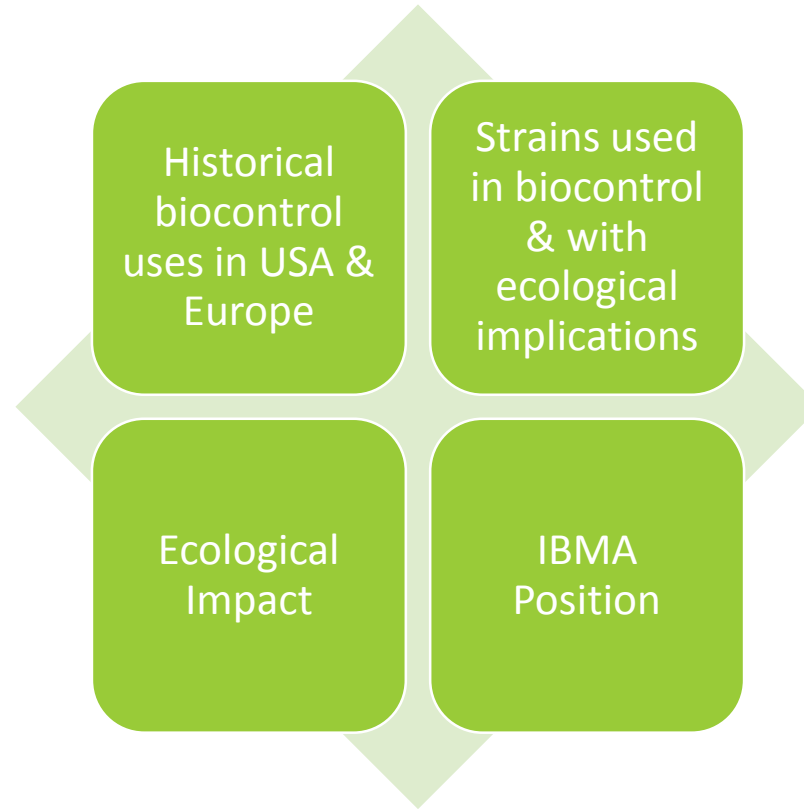 Historical
biocontrol
uses in USA &
Europe
Strains used
in biocontrol
& with
ecological
implications
Ecological
Impact
IBMA
Position